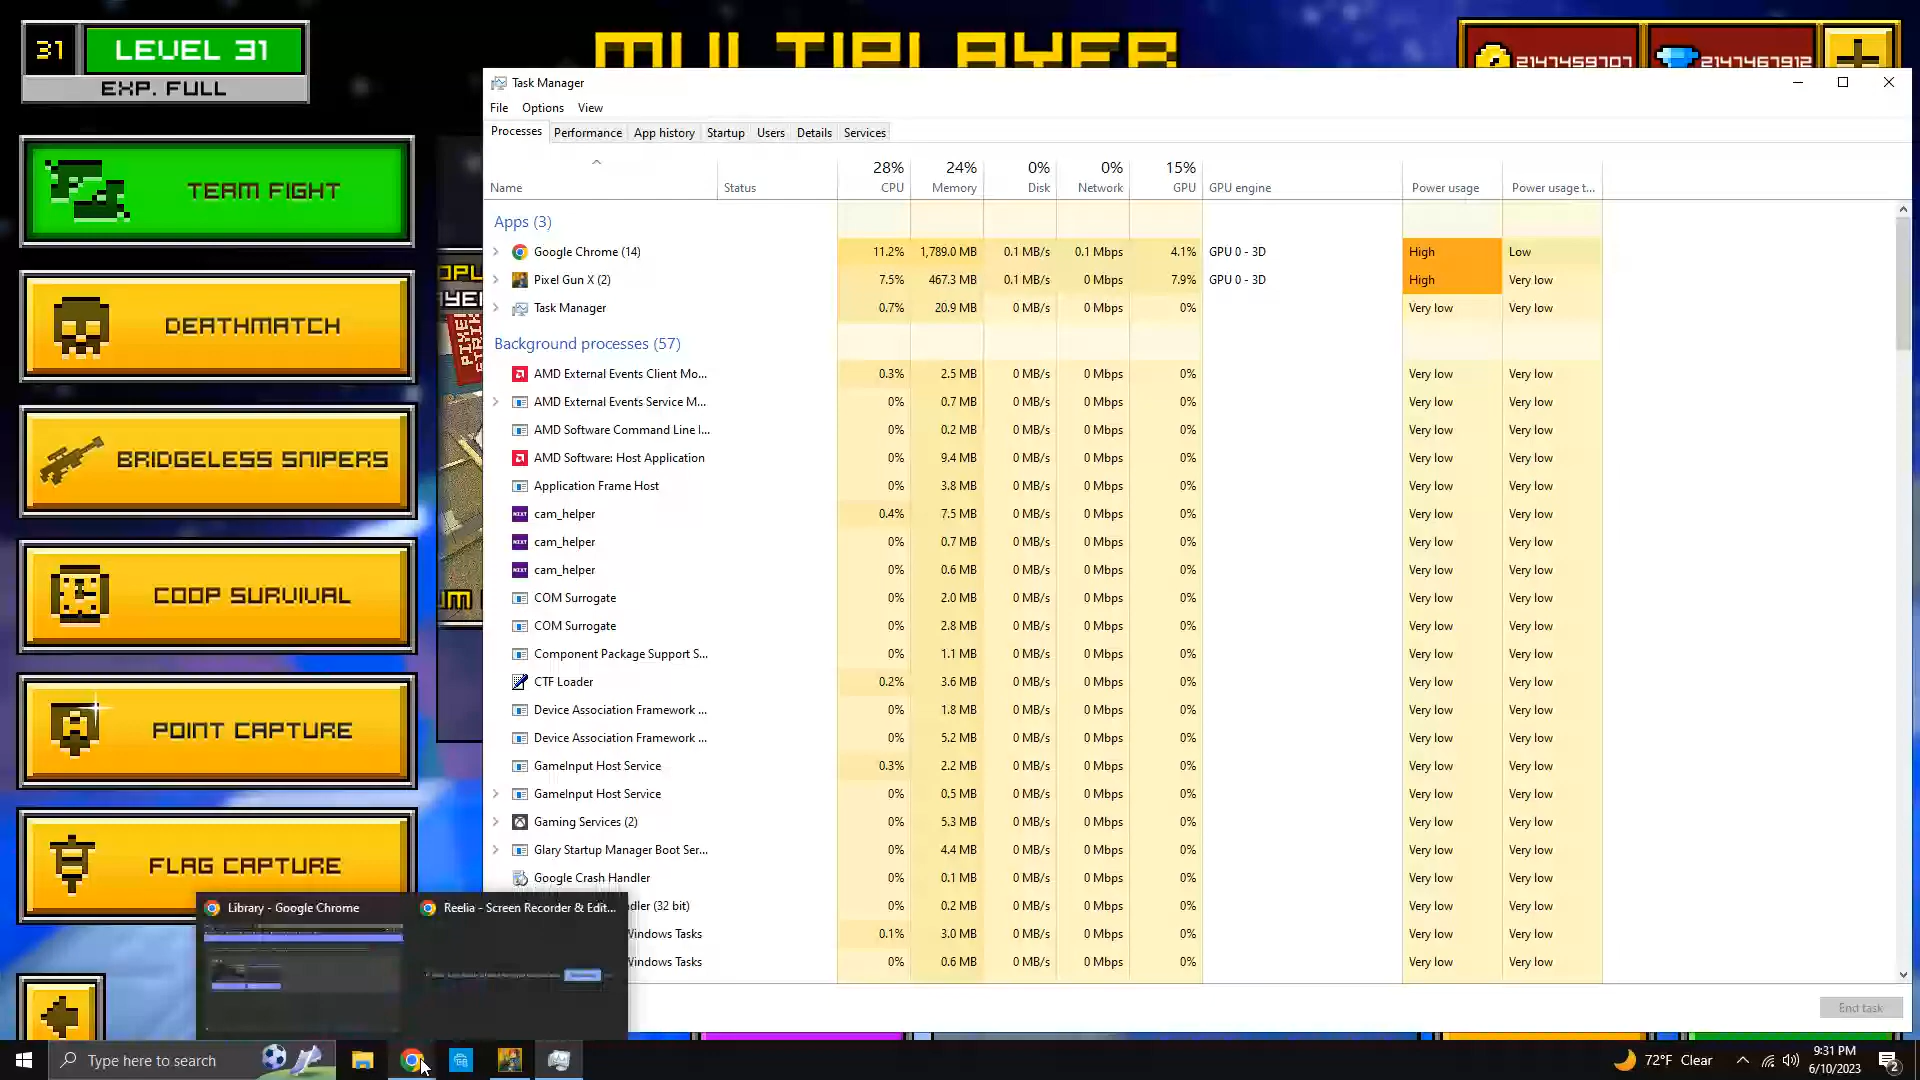 31 LEVEL 31
EXP. FULL
MULTIPLAYER
2147459707 2147467912
TEAM FIGHT
DEATHMATCH
BRIDGELESS SNIPERS
COOP SURVIVAL
POINT CAPTURE
FLAG CAPTURE
Task Manager
File Options View
Processes Performance App history Startup Users Details Services
28% 24% 0% 0% 15%
Name Status CPU Memory Disk Network GPU GPU engine Power usage Power usage t...
Apps (3)
Google Chrome (14) 11.2% 1,789.0 MB 0.1 MB/s 0.1 Mbps 4.1% GPU 0 - 3D High Low
Pixel Gun X (2) 7.5% 467.3 MB 0.1 MB/s 0 Mbps 7.9% GPU 0 - 3D High Very low
Task Manager 0.7% 20.9 MB 0 MB/s 0 Mbps 0% Very low Very low
Background processes (57)
AMD External Events Client Mo... 0.3% 2.5 MB 0 MB/s 0 Mbps 0% Very low Very low
AMD External Events Service M... 0% 0.7 MB 0 MB/s 0 Mbps 0% Very low Very low
AMD Software Command Line I... 0% 0.2 MB 0 MB/s 0 Mbps 0% Very low Very low
AMD Software: Host Application 0% 9.4 MB 0 MB/s 0 Mbps 0% Very low Very low
Application Frame Host 0% 3.8 MB 0 MB/s 0 Mbps 0% Very low Very low
cam_helper 0.4% 7.5 MB 0 MB/s 0 Mbps 0% Very low Very low
cam_helper 0% 0.7 MB 0 MB/s 0 Mbps 0% Very low Very low
cam_helper 0% 0.6 MB 0 MB/s 0 Mbps 0% Very low Very low
COM Surrogate 0% 2.0 MB 0 MB/s 0 Mbps 0% Very low Very low
COM Surrogate 0% 2.8 MB 0 MB/s 0 Mbps 0% Very low Very low
Component Package Support S... 0% 1.1 MB 0 MB/s 0 Mbps 0% Very low Very low
CTF Loader 0.2% 3.6 MB 0 MB/s 0 Mbps 0% Very low Very low
Device Association Framework ... 0% 1.8 MB 0 MB/s 0 Mbps 0% Very low Very low
Device Association Framework ... 0% 5.2 MB 0 MB/s 0 Mbps 0% Very low Very low
GameInput Host Service 0.3% 2.2 MB 0 MB/s 0 Mbps 0% Very low Very low
GameInput Host Service 0% 0.5 MB 0 MB/s 0 Mbps 0% Very low Very low
Gaming Services (2) 0% 5.3 MB 0 MB/s 0 Mbps 0% Very low Very low
Glary Startup Manager Boot Ser... 0% 4.4 MB 0 MB/s 0 Mbps 0% Very low Very low
Google Crash Handler 0% 0.1 MB 0 MB/s 0 Mbps 0% Very low Very low
ndler (32 bit) 0% 0.2 MB 0 MB/s 0 Mbps 0% Very low Very low
Windows Tasks 0.1% 3.0 MB 0 MB/s 0 Mbps 0% Very low Very low
Windows Tasks 0% 0.6 MB 0 MB/s 0 Mbps 0% Very low Very low
Library - Google Chrome Reelia - Screen Recorder & Edit...
End task
Type here to search
72°F Clear
9:31 PM
6/10/2023
2